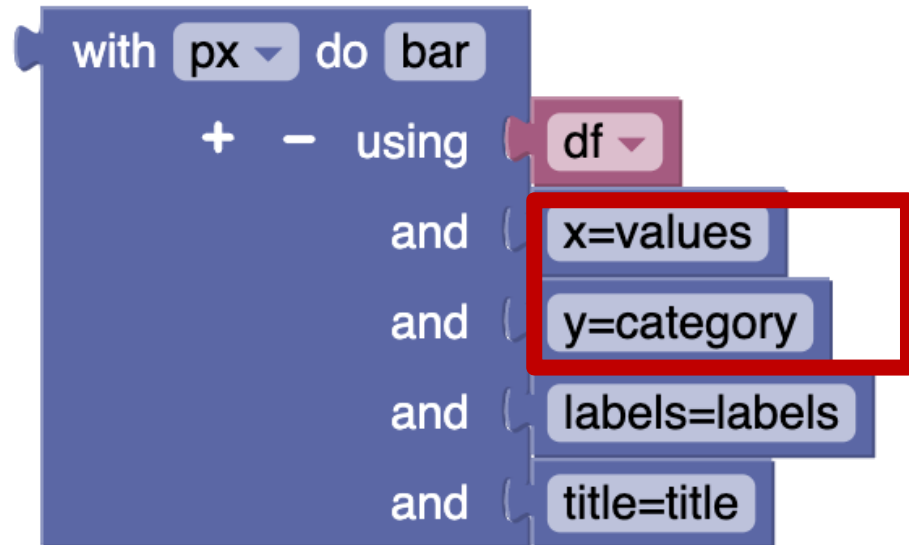 with px do bar
+ - using df
and x=values
and y=category
and labels=labels
and title=title